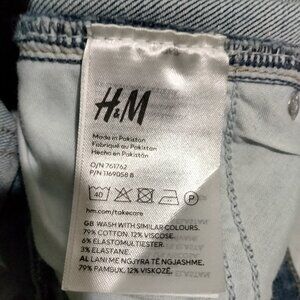 H&M
Made in Pakistan
Fabriqué au Pakistan
Hecho en Pakistán
O/N 761762
P/N 1169058 B
40
P
hm.com/takecare
GB WASH WITH SIMILAR COLOURS.
79% COTTON. 12% VISCOSE.
6% ELASTOMULTIESTER.
3% ELASTANE.
AL LANI ME NGJYRA TË NGJASHME.
79% PAMBUK. 12% VISKOZË.